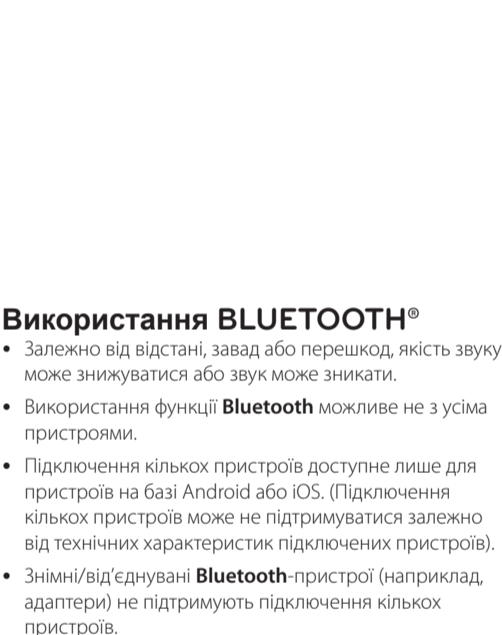 Використання BLUETOOTH®
• Залежно від відстані, завад або перешкод, якість звуку
може знижуватися або звук може зникати.
• Використання функції Bluetooth можливе не з усіма
пристроями.
• Підключення кількох пристроїв доступне лише для
пристроїв на базі Android або iOS. (Підключення
кількох пристроїв може не підтримуватися залежно
від технічних характеристик підключених пристроїв).
• Знімні/від’єднувані Bluetooth-пристрої (наприклад,
адаптери) не підтримують підключення кількох
пристроїв.